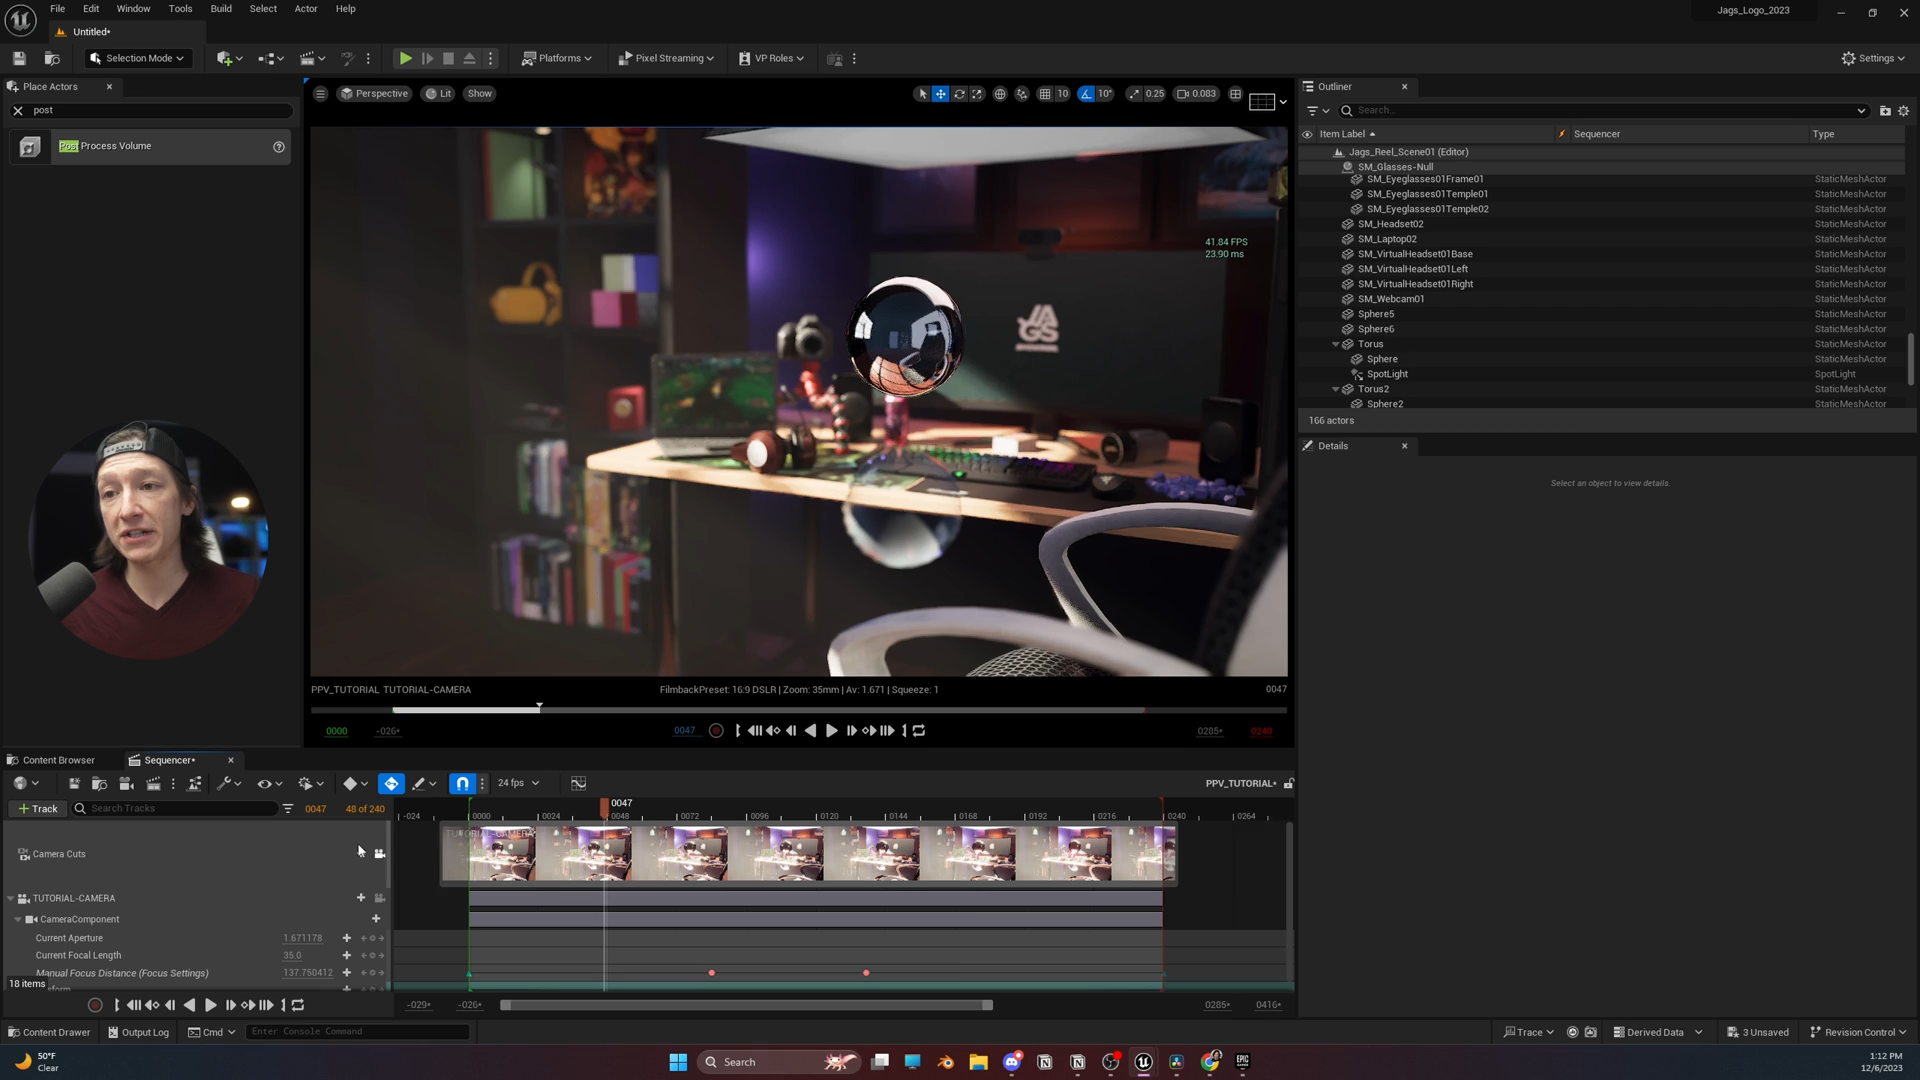 File Edit Window Tools Build Select Actor Help
Jags_Logo_2023
Untitled*
Selection Mode
Platforms
Pixel Streaming
VP Roles
Settings
Place Actors
post
Post Process Volume
Perspective Lit Show
10 10° 0.25 0.083
41.84 FPS
23.90 ms
JAGS
PPV_TUTORIAL TUTORIAL-CAMERA
FilmbackPreset: 16:9 DSLR | Zoom: 35mm | Av: 1.671 | Squeeze: 1
0047
0000 -026* 0047 0285* 0240
Outliner
Search...
Item Label Sequencer Type
Jags_Reel_Scene01 (Editor)
SM_Glasses-Null
SM_Eyeglasses01Frame01 StaticMeshActor
SM_Eyeglasses01Temple01 StaticMeshActor
SM_Eyeglasses01Temple02 StaticMeshActor
SM_Headset02 StaticMeshActor
SM_Laptop02 StaticMeshActor
SM_VirtualHeadset01Base StaticMeshActor
SM_VirtualHeadset01Left StaticMeshActor
SM_VirtualHeadset01Right StaticMeshActor
SM_Webcam01 StaticMeshActor
Sphere5 StaticMeshActor
Sphere6 StaticMeshActor
Torus StaticMeshActor
Sphere StaticMeshActor
SpotLight SpotLight
Torus2 StaticMeshActor
Sphere2 StaticMeshActor
166 actors
Details
Select an object to view details.
Content Browser
Sequencer*
24 fps
PPV_TUTORIAL*
Track
Search Tracks
0047 48 of 240
0047
-024 0000 0024 0048 0072 0096 0120 0144 0168 0192 0216 0240 0264
TUTORIAL-CAMERA
Camera Cuts
TUTORIAL-CAMERA
CameraComponent
Current Aperture 1.671178
Current Focal Length 35.0
Manual Focus Distance (Focus Settings) 137.750412
18 items
-029* -026* 0285* 0416*
Content Drawer Output Log Cmd Enter Console Command
Trace Derived Data 3 Unsaved Revision Control
50°F
Clear
Search
1:12 PM
12/6/2023